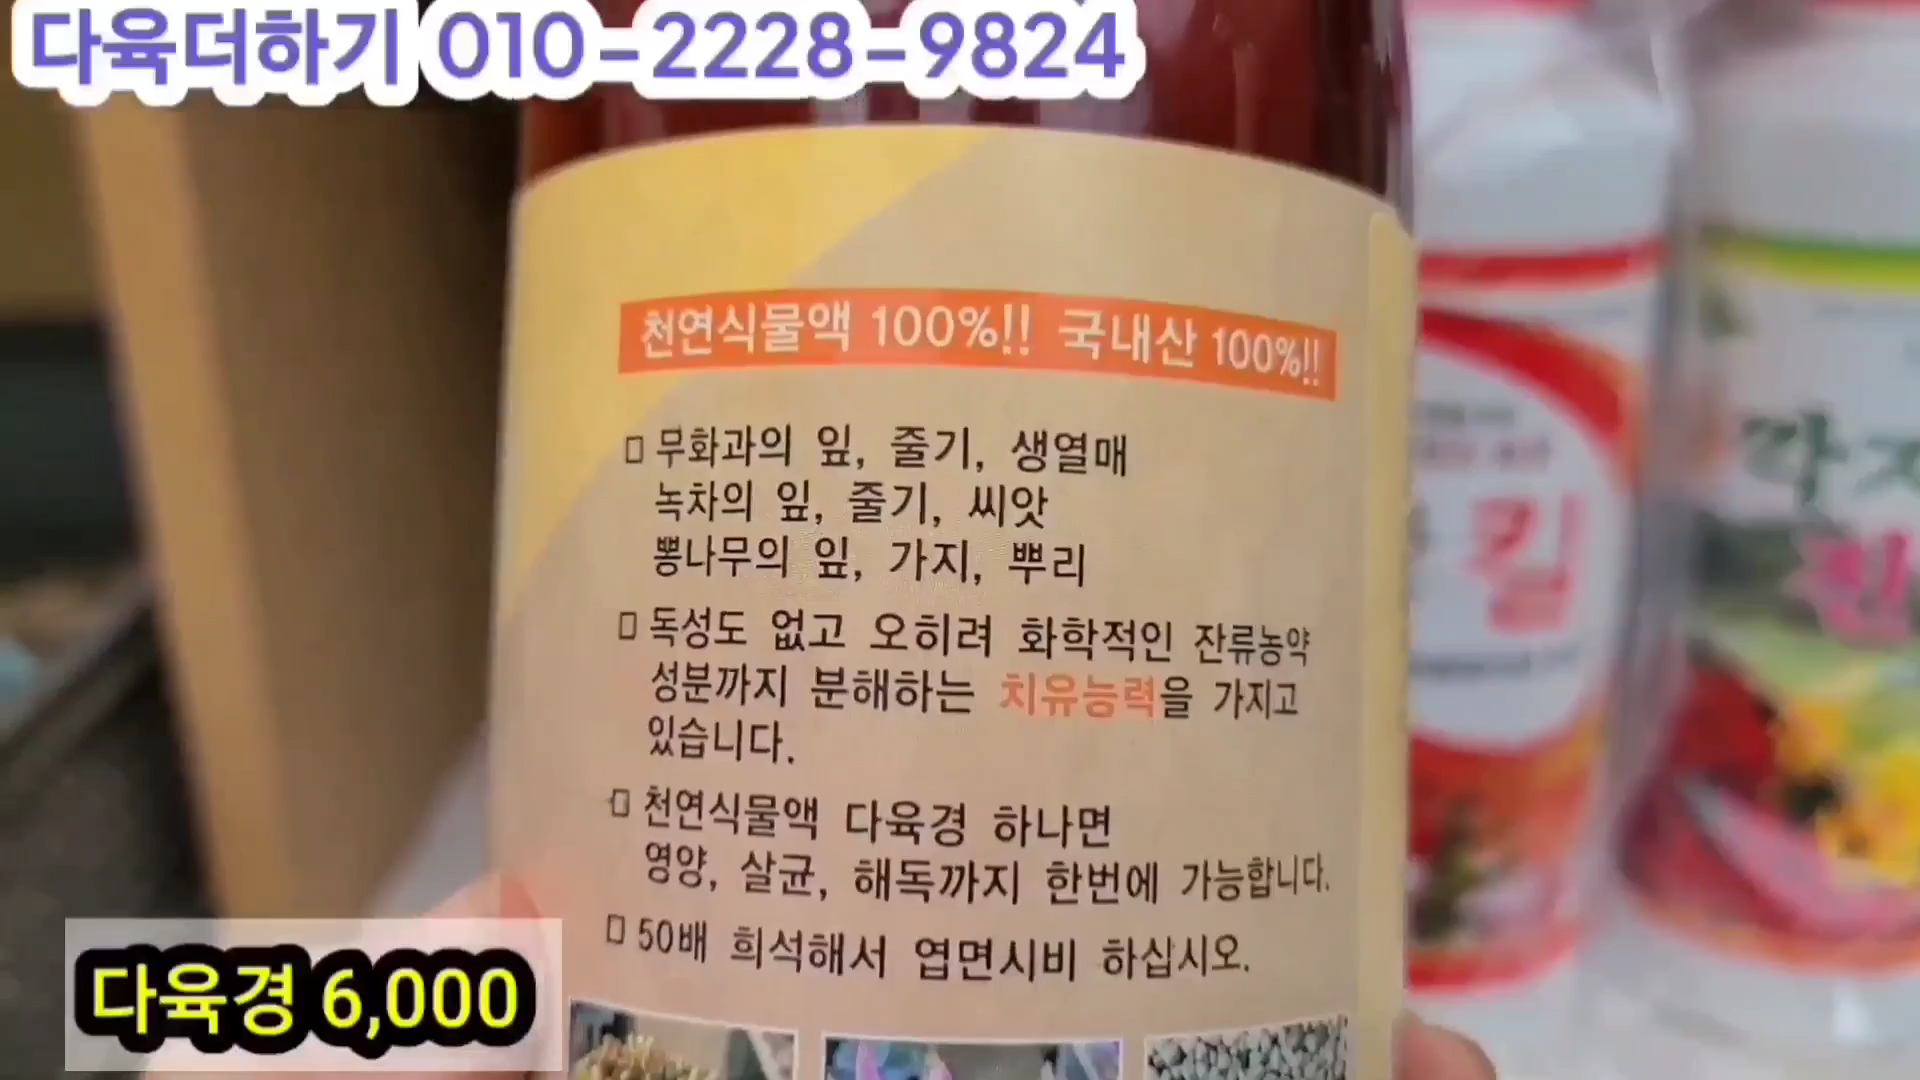 다육더하기 010-2228-9824
천연식물액 100%!! 국내산 100%!!
□ 무화과의 잎, 줄기, 생열매
녹차의 잎, 줄기, 씨앗
뽕나무의 잎, 가지, 뿌리
□ 독성도 없고 오히려 화학적인 잔류농약
성분까지 분해하는 치유능력을 가지고
있습니다.
□ 천연식물액 다육경 하나면
영양, 살균, 해독까지 한번에 가능합니다.
□ 50배 희석해서 엽면시비 하십시오.
다육경 6,000
킬